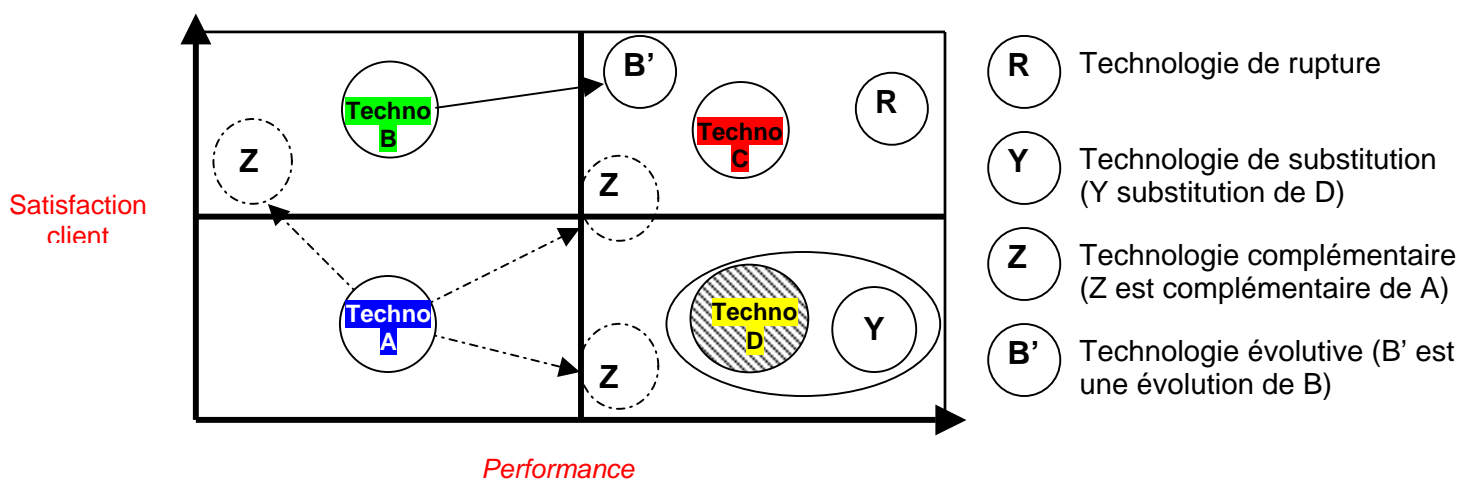 B’
R
Techno
B
Techno
C
Z
Z
Satisfaction
client
Techno
A
Techno
D
Y
Z
Performance
R
Technologie de rupture
Y
Technologie de substitution
(Y substitution de D)
Z
Technologie complémentaire
(Z est complémentaire de A)
B’
Technologie évolutive (B’ est
une évolution de B)